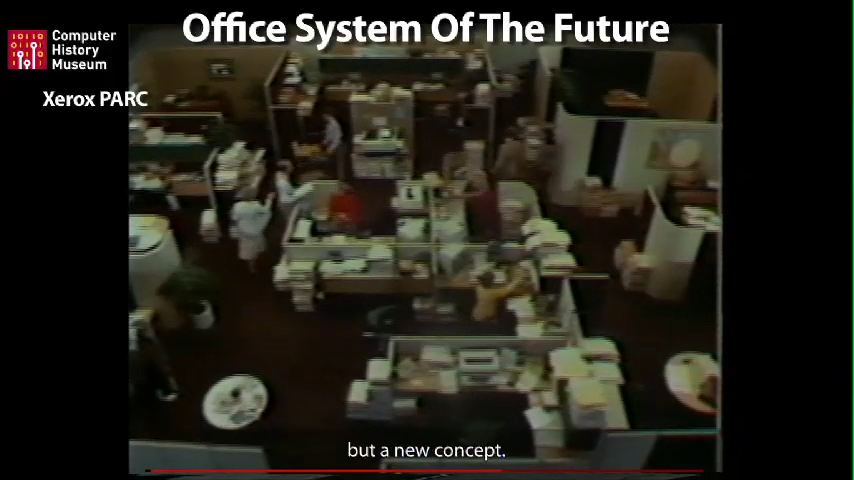 Office System Of The Future
Computer
History
Museum
Xerox PARC
but a new concept.